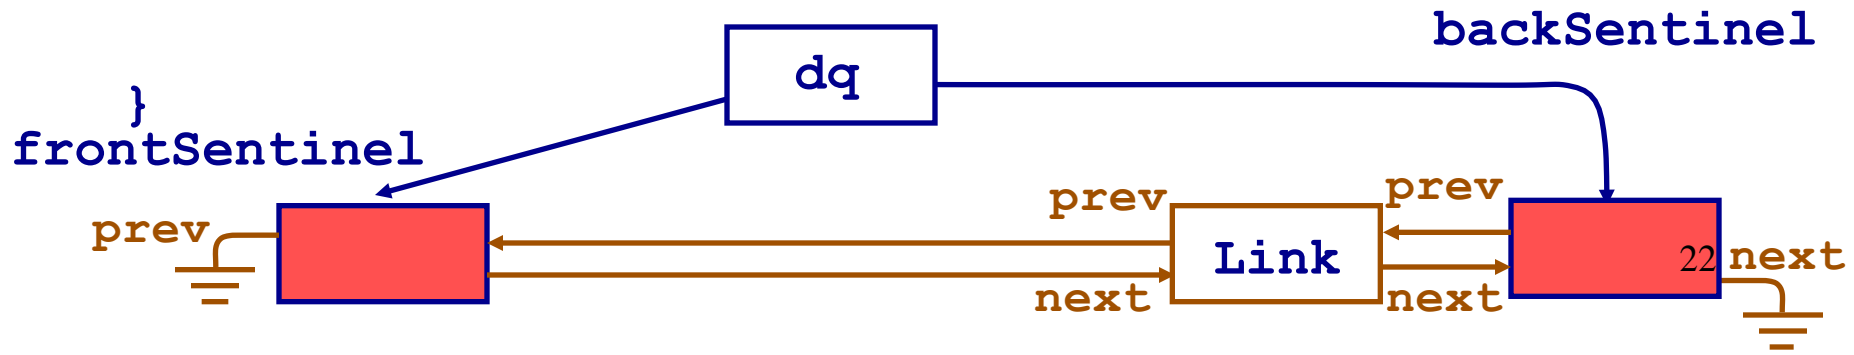 backSentinel
dq
}
frontSentinel
prev
prev
prev
Link
22
next
next
next